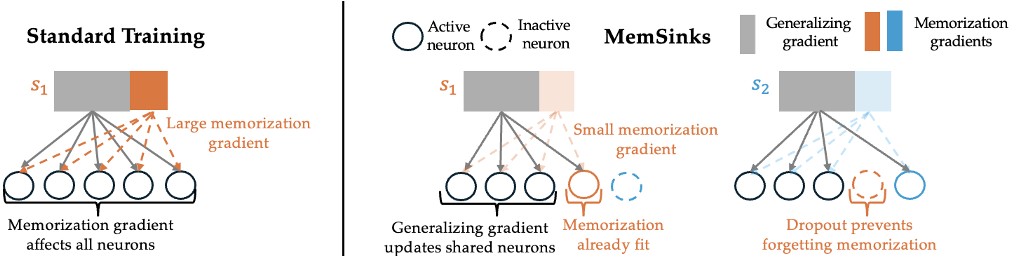 Standard Training
s1
Large memorization
gradient
Memorization gradient
affects all neurons
Active
neuron
Inactive
neuron
MemSinks
Generalizing
gradient
Memorization
gradients
s1
Small memorization
gradient
Generalizing gradient
updates shared neurons
Memorization
already fit
s2
Dropout prevents
forgetting memorization